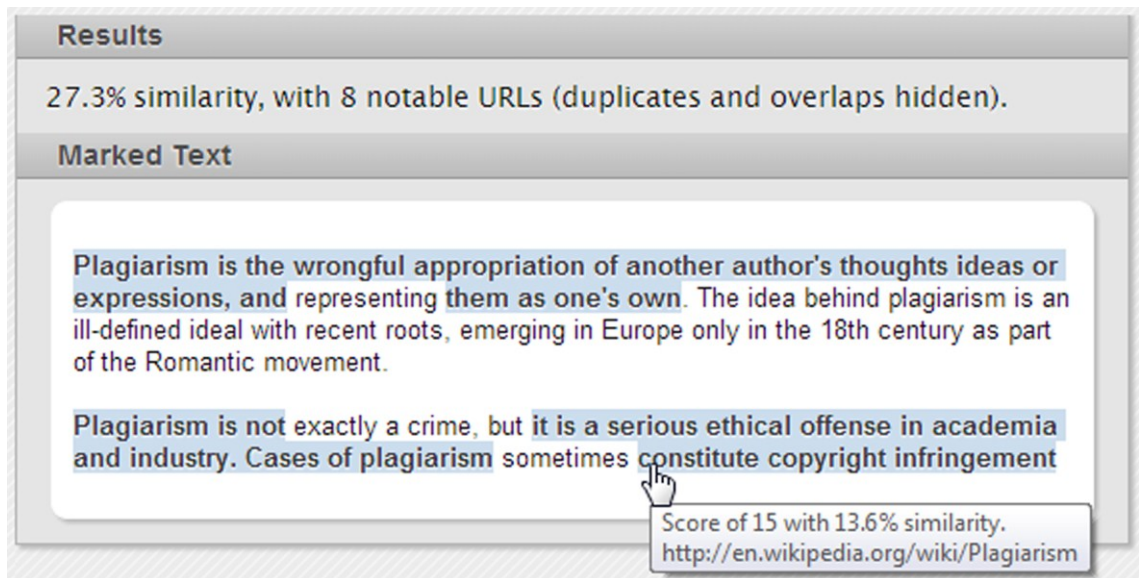 Results
27.3% similarity, with 8 notable URLs (duplicates and overlaps hidden).
Marked Text
Plagiarism is the wrongful appropriation of another author's thoughts ideas or
expressions, and representing them as one's own. The idea behind plagiarism is an
ill-defined ideal with recent roots, emerging in Europe only in the 18th century as part
of the Romantic movement.
Plagiarism is not exactly a crime, but it is a serious ethical offense in academia
and industry. Cases of plagiarism sometimes constitute copyright infringement
Score of 15 with 13.6% similarity.
http://en.wikipedia.org/wiki/Plagiarism